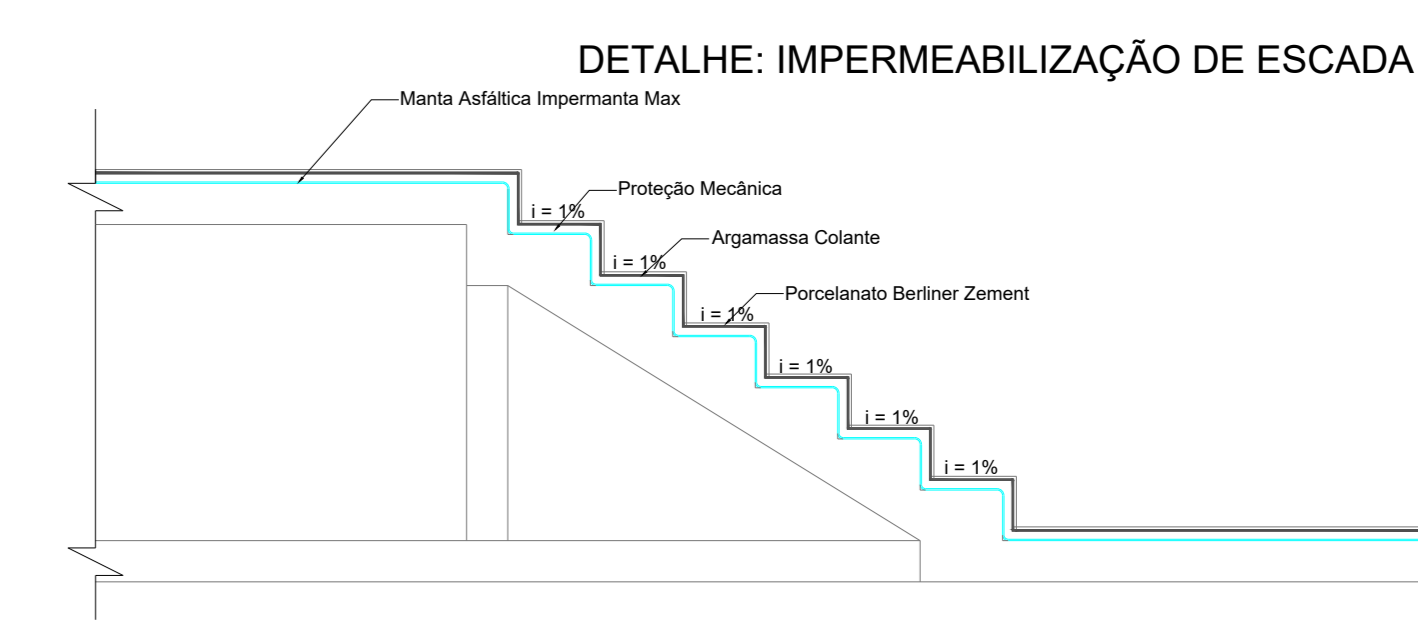 DETALHE: IMPERMEABILIZAÇÃO DE ESCADA
Manta Asfáltica Impermanta Max
Proteção Mecânica
i = 1%
Argamassa Colante
i = 1%
Porcelanato Berliner Zement
i = 1%
i = 1%
i = 1%
i = 1%